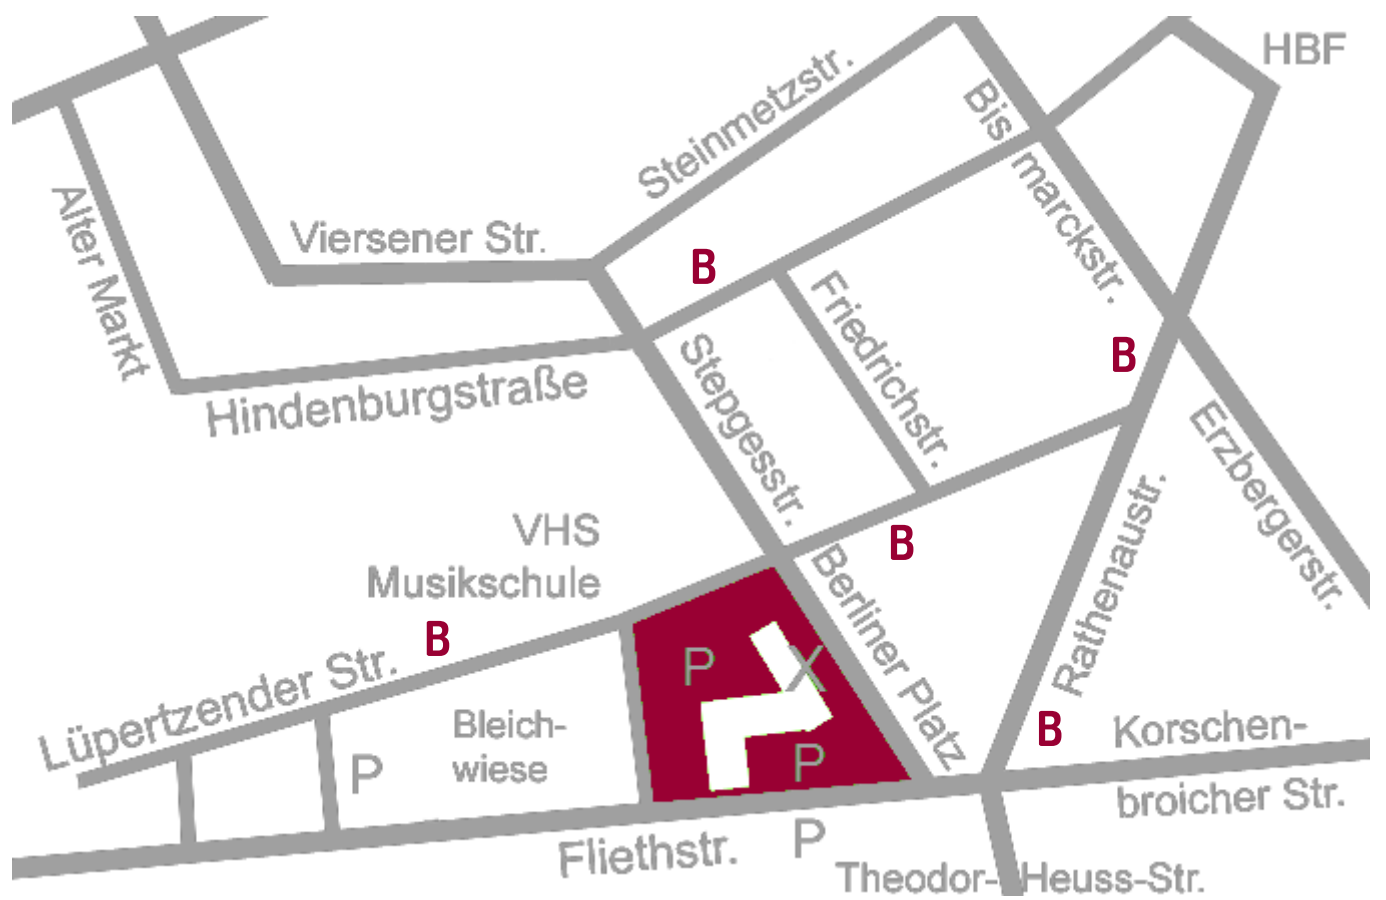 HBF
Steinmetzstr.
Bis marckstr.
Alter Markt
Viersener Str.
B
Friedrichstr.
Stepgesstr.
B
Hindenburgstraße
Erzbergerstr.
VHS
Musikschule
B
Berliner Platz
Rathenaustr.
B
Lüpertzender Str.
P
X
Bleich-
wiese
P
P
B
Korschen-
broicher Str.
Fliethstr.
P
Theodor-Heuss-Str.